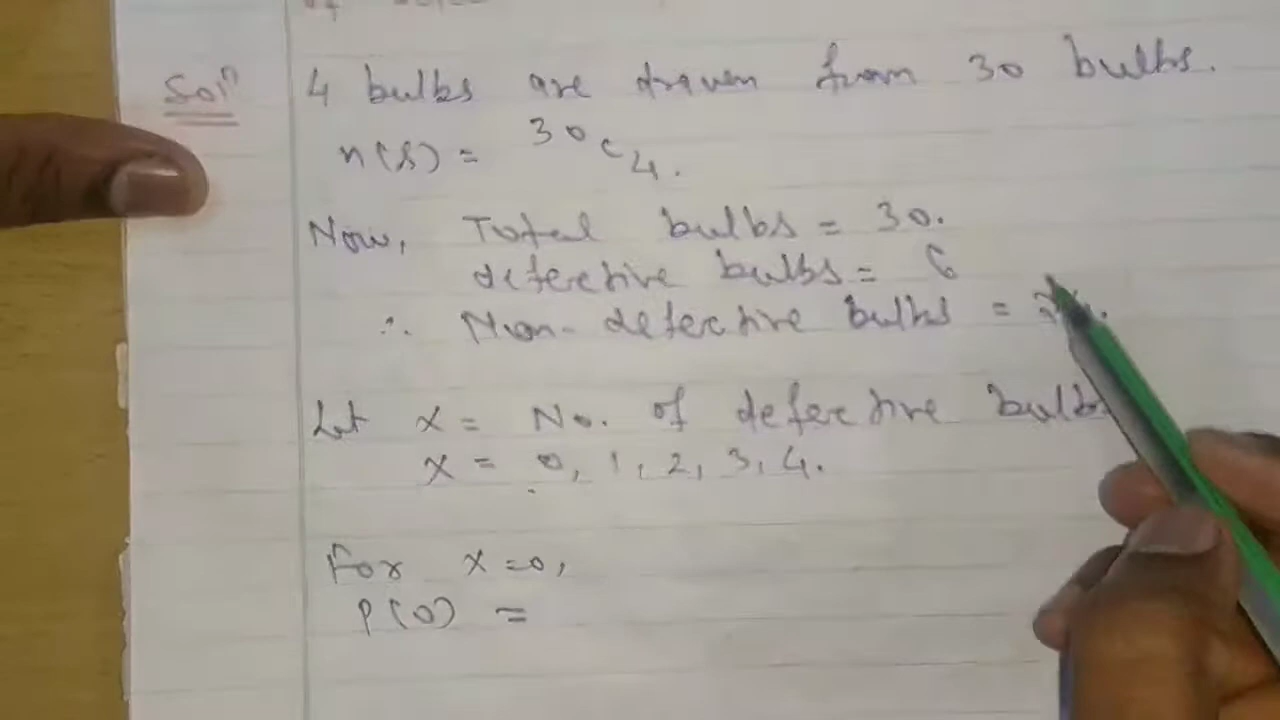 Solⁿ 4 bulbs are drawn from 30 bulbs.
n(S) = ³⁰C₄.
Now, Total bulbs = 30.
defective bulbs = 6
∴ Non-defective bulbs =
Let X = No. of defective bulbs
X = 0, 1, 2, 3, 4.
For X=0,
P(0) =